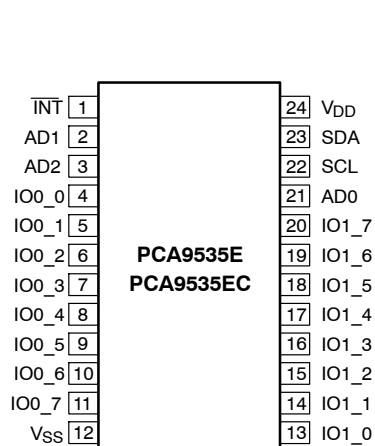 INT 1 24 VDD
AD1 2 23 SDA
AD2 3 22 SCL
IO0_0 4 21 AD0
IO0_1 5 20 IO1_7
IO0_2 6 PCA9535E 19 IO1_6
IO0_3 7 PCA9535EC 18 IO1_5
IO0_4 8 17 IO1_4
IO0_5 9 16 IO1_3
IO0_6 10 15 IO1_2
IO0_7 11 14 IO1_1
VSS 12 13 IO1_0